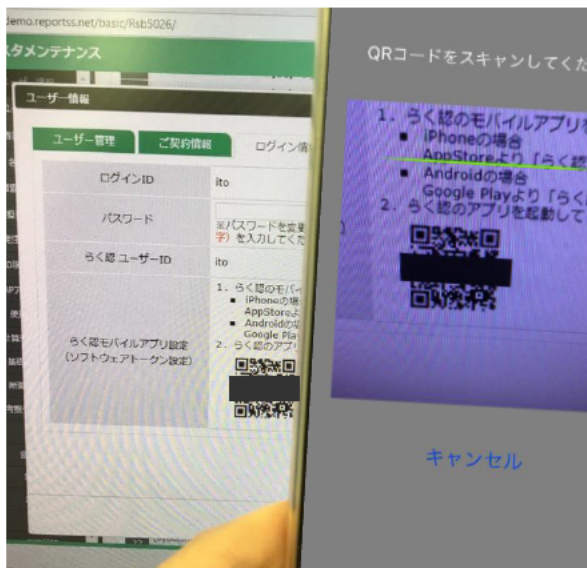 demo.reportss.net/basic/Rsb5026/
スタメンテナンス
ユーザー情報
ユーザー管理
ご契約情報
ログイン情
ログインID
ito
パスワード
※パスワードを変更
字）を入力してくだ
らく認 ユーザーID
ito
らく認モバイルアプリ設定
（ソフトウェアトークン設定）
1. らく認のモバイ
■ iPhoneの場
AppStoreよ
■ Androidの場
Google Play
2. らく認のアプリ
QRコードをスキャンしてくだ
1. らく認のモバイルアプリを
■ iPhoneの場合
AppStoreより「らく認
■ Androidの場合
Google Playより「らく
2. らく認のアプリを起動して
キャンセル